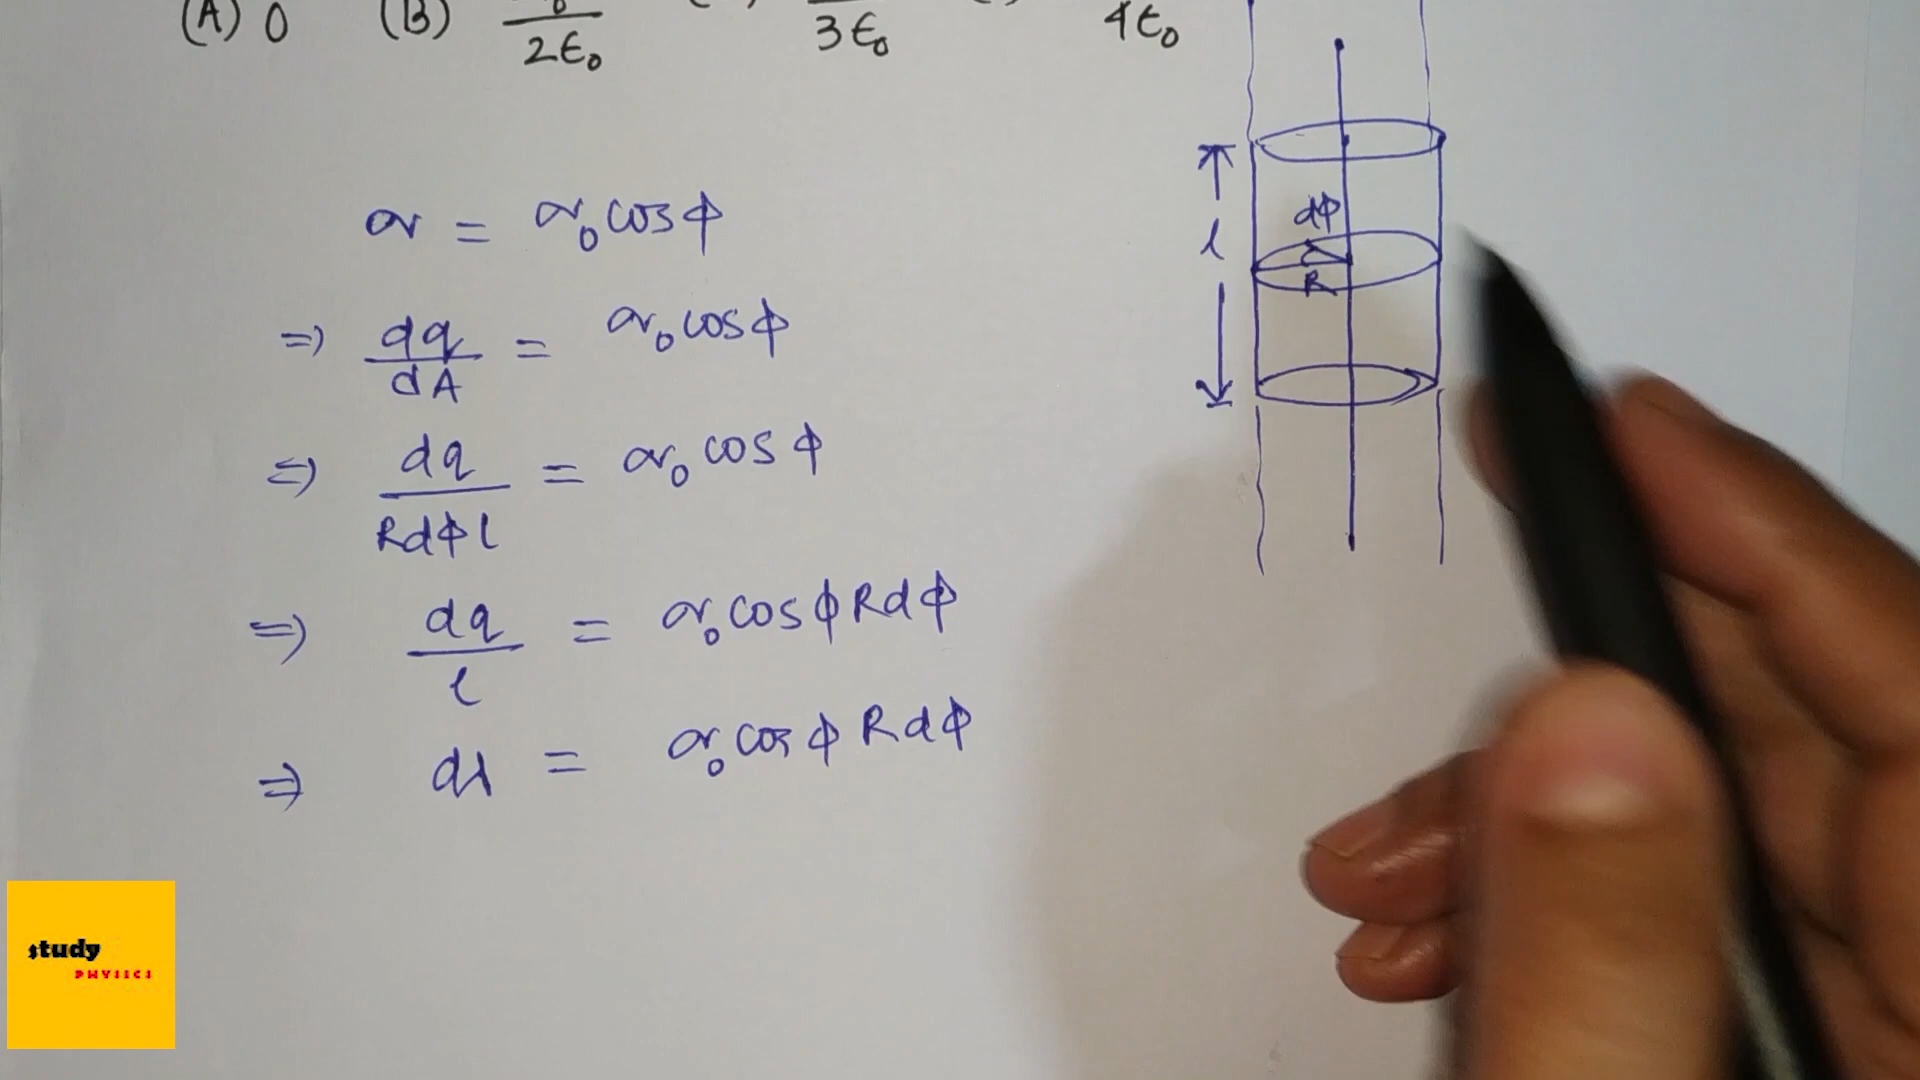 (A) 0 (B) 2ϵ₀ 3ϵ₀ 4ϵ₀
σ = σ₀ cos ϕ
⇒ dq/dA = σ₀ cos ϕ
⇒ dq/Rdϕl = σ₀ cos ϕ
⇒ dq/l = σ₀ cos ϕ R dϕ
⇒ dλ = σ₀ cos ϕ R dϕ
dϕ
l
R
study
PHYSICS